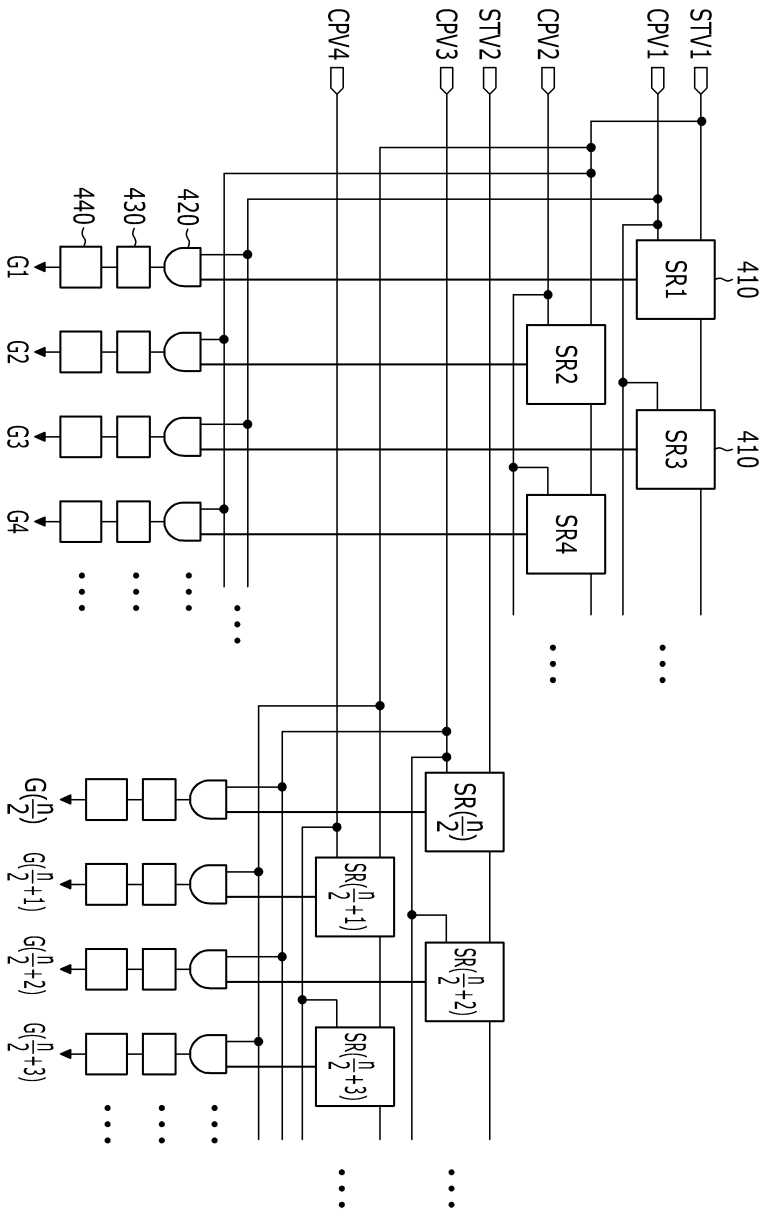 STV1
CPV1
CPV2
STV2
CPV3
CPV4
410
410
SR1
SR3
SR2
SR4
SR(n/2)
SR(n/2+2)
SR(n/2+1)
SR(n/2+3)
420
430
440
G1
G2
G3
G4
G(n/2)
G(n/2+1)
G(n/2+2)
G(n/2+3)